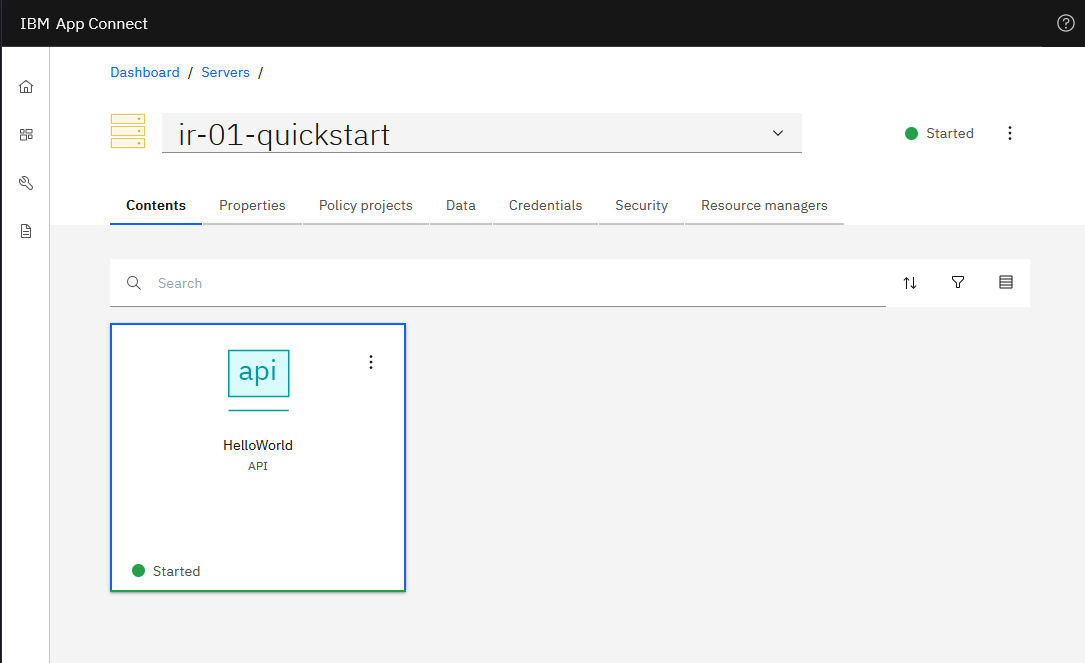 IBM App Connect
Dashboard / Servers /
ir-01-quickstart
Started
Contents Properties Policy projects Data Credentials Security Resource managers
Search
api
HelloWorld
API
Started